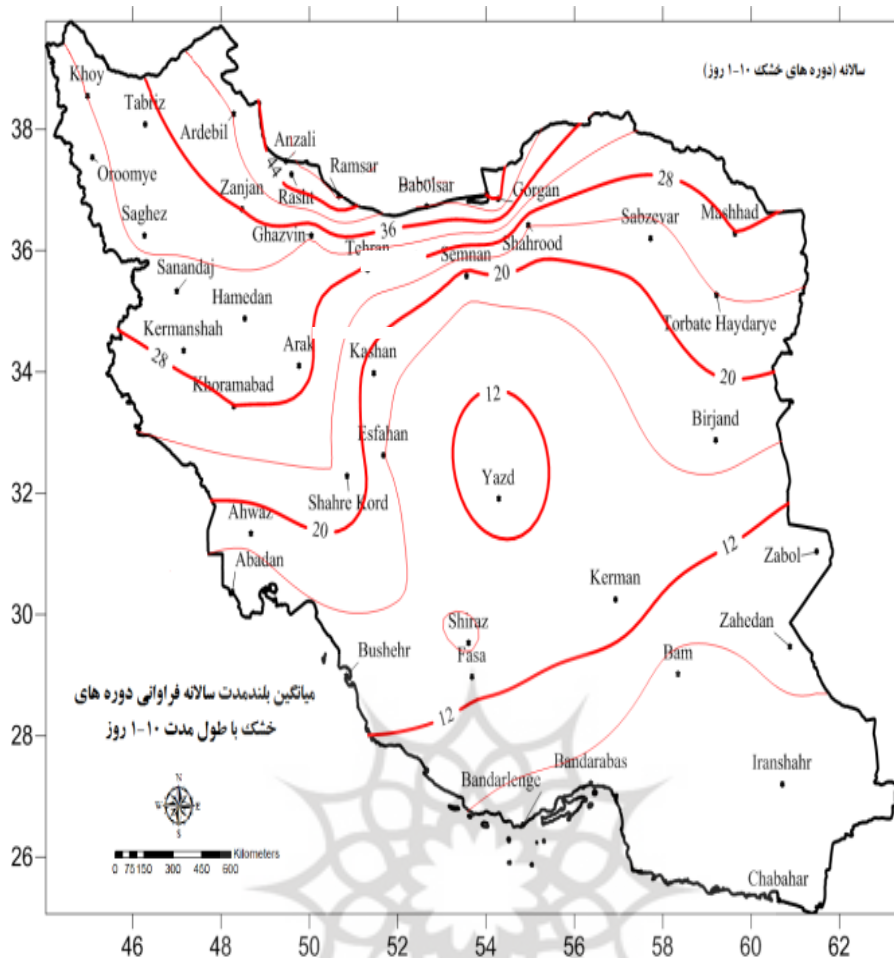 سالانه (دوره های خشک ۱۰-۱ روز)
Khoy
Tabriz
38
Ardebil
Anzali
44
Oroomye
Ramsar
Rasht
Babolsar
Zanjan
Gorgan
28
Mashhad
Saghez
36
Sabzevar
36
Ghazvin
Tehran
Shahrood
Semnan
20
Sanandaj
Hamedan
Torbate Haydarye
Kermanshah
28
Arak
Kashan
34
Khoramabad
20
12
Birjand
Esfahan
Yazd
32
Shahre Kord
Ahwaz
20
12
Abadan
Zabol
Kerman
30
Shiraz
Zahedan
Fasa
Bushehr
Bam
میانگین بلندمدت سالانه فراوانی دوره های
خشک با طول مدت ۱۰-۱ روز
12
28
Bandarabas
Iranshahr
Bandarlenge
N
W E
S
Kilometers
0 75 150 300 450 600
26
Chabahar
46 48 50 52 54 56 58 60 62